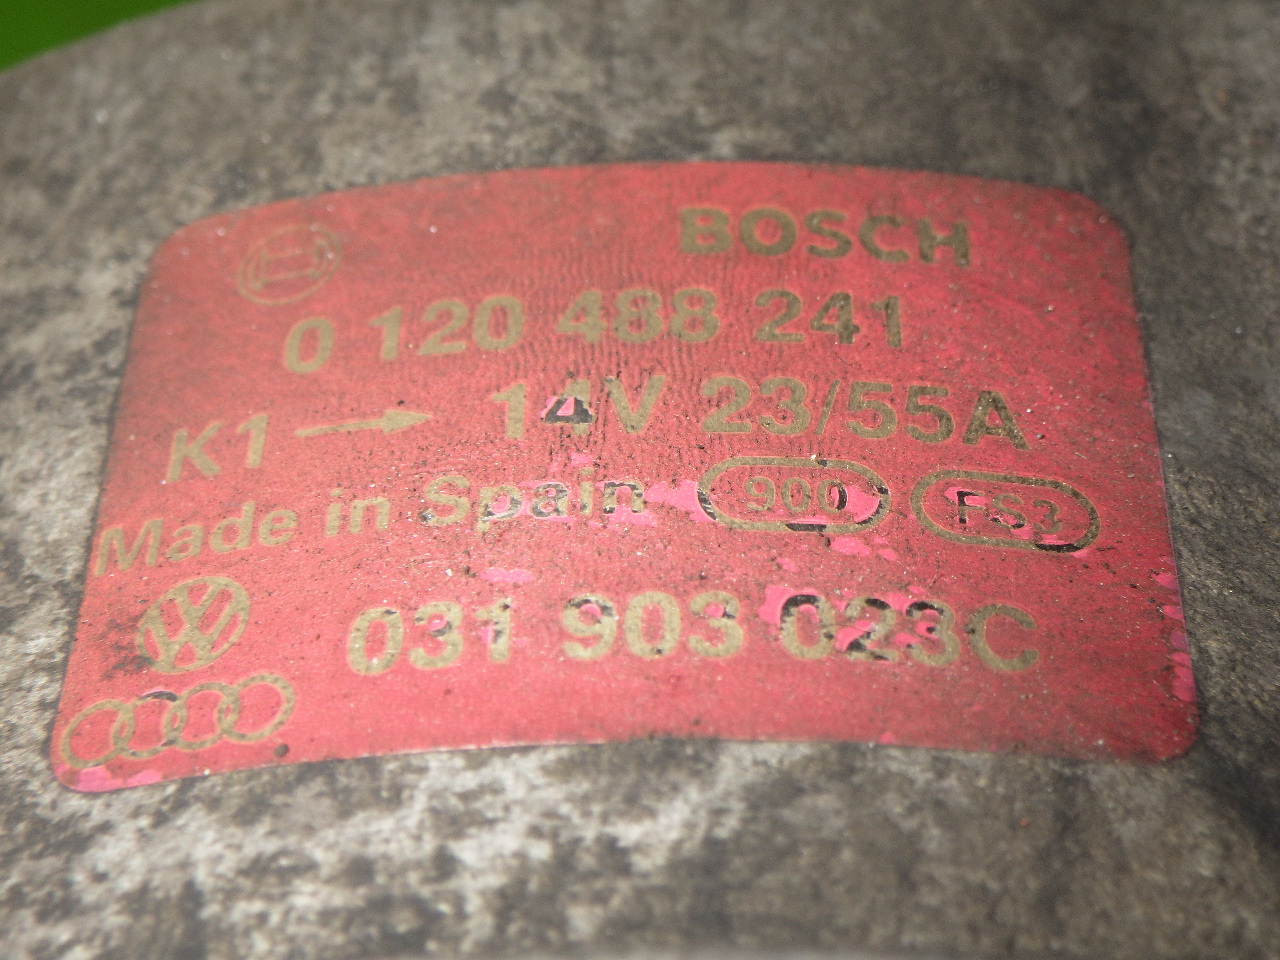 BOSCH
0 120 488 241
K1 → 14V 23/55A
Made in Spain 900 FS3
031 903 023C